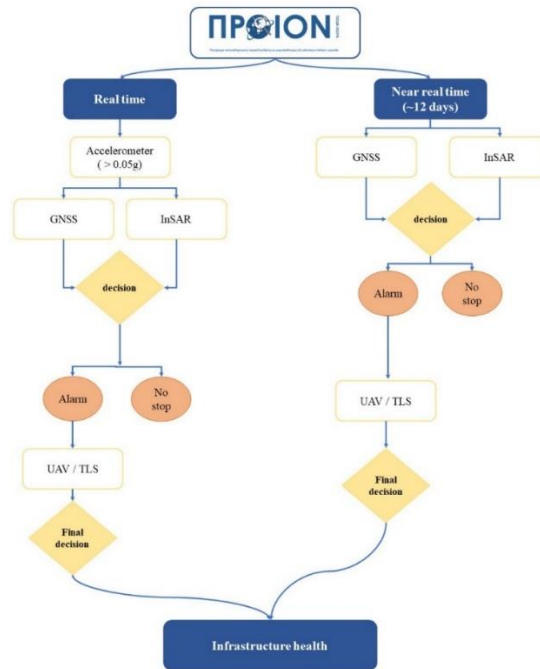 ΠΡΟΙΟΝ
Real time
Near real time
(~12 days)
Accelerometer
( > 0.05g)
GNSS
InSAR
GNSS
InSAR
decision
decision
Alarm
No
stop
Alarm
No
stop
UAV / TLS
UAV / TLS
Final
decision
Final
decision
Infrastructure health